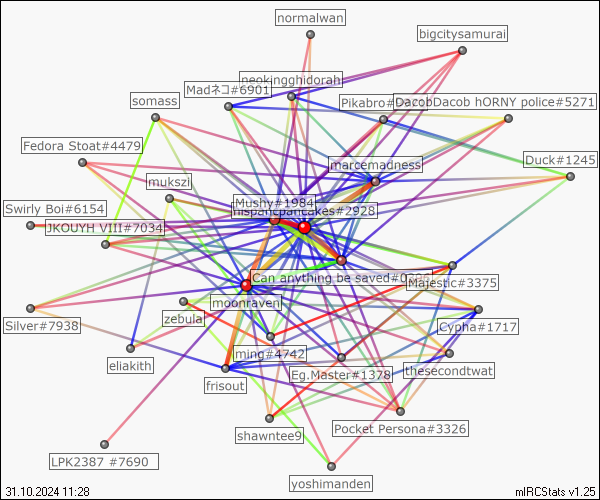 normalwan
bigcitysamurai
neokingghidorah
Madネコ#6901
somass
DacobDacob hORNY police#5271
Fedora Stoat#4479
marcemadness
Duck#1245
mukszi
Mushy#1984
Swirly Boi#6154
hispanicpancakes#2928
JKOUYH VIII#7034
Can anything be saved
Majestic#3375
moonraven
zebula
Silver#7938
Cypha#1717
ming#4742
eliakith
Eg.Master#1378
thesecondtwat
frisout
Pocket Persona#3326
shawntee9
LPK2387 #7690
yoshimanden
31.10.2024 11:28
mIRCStats v1.25